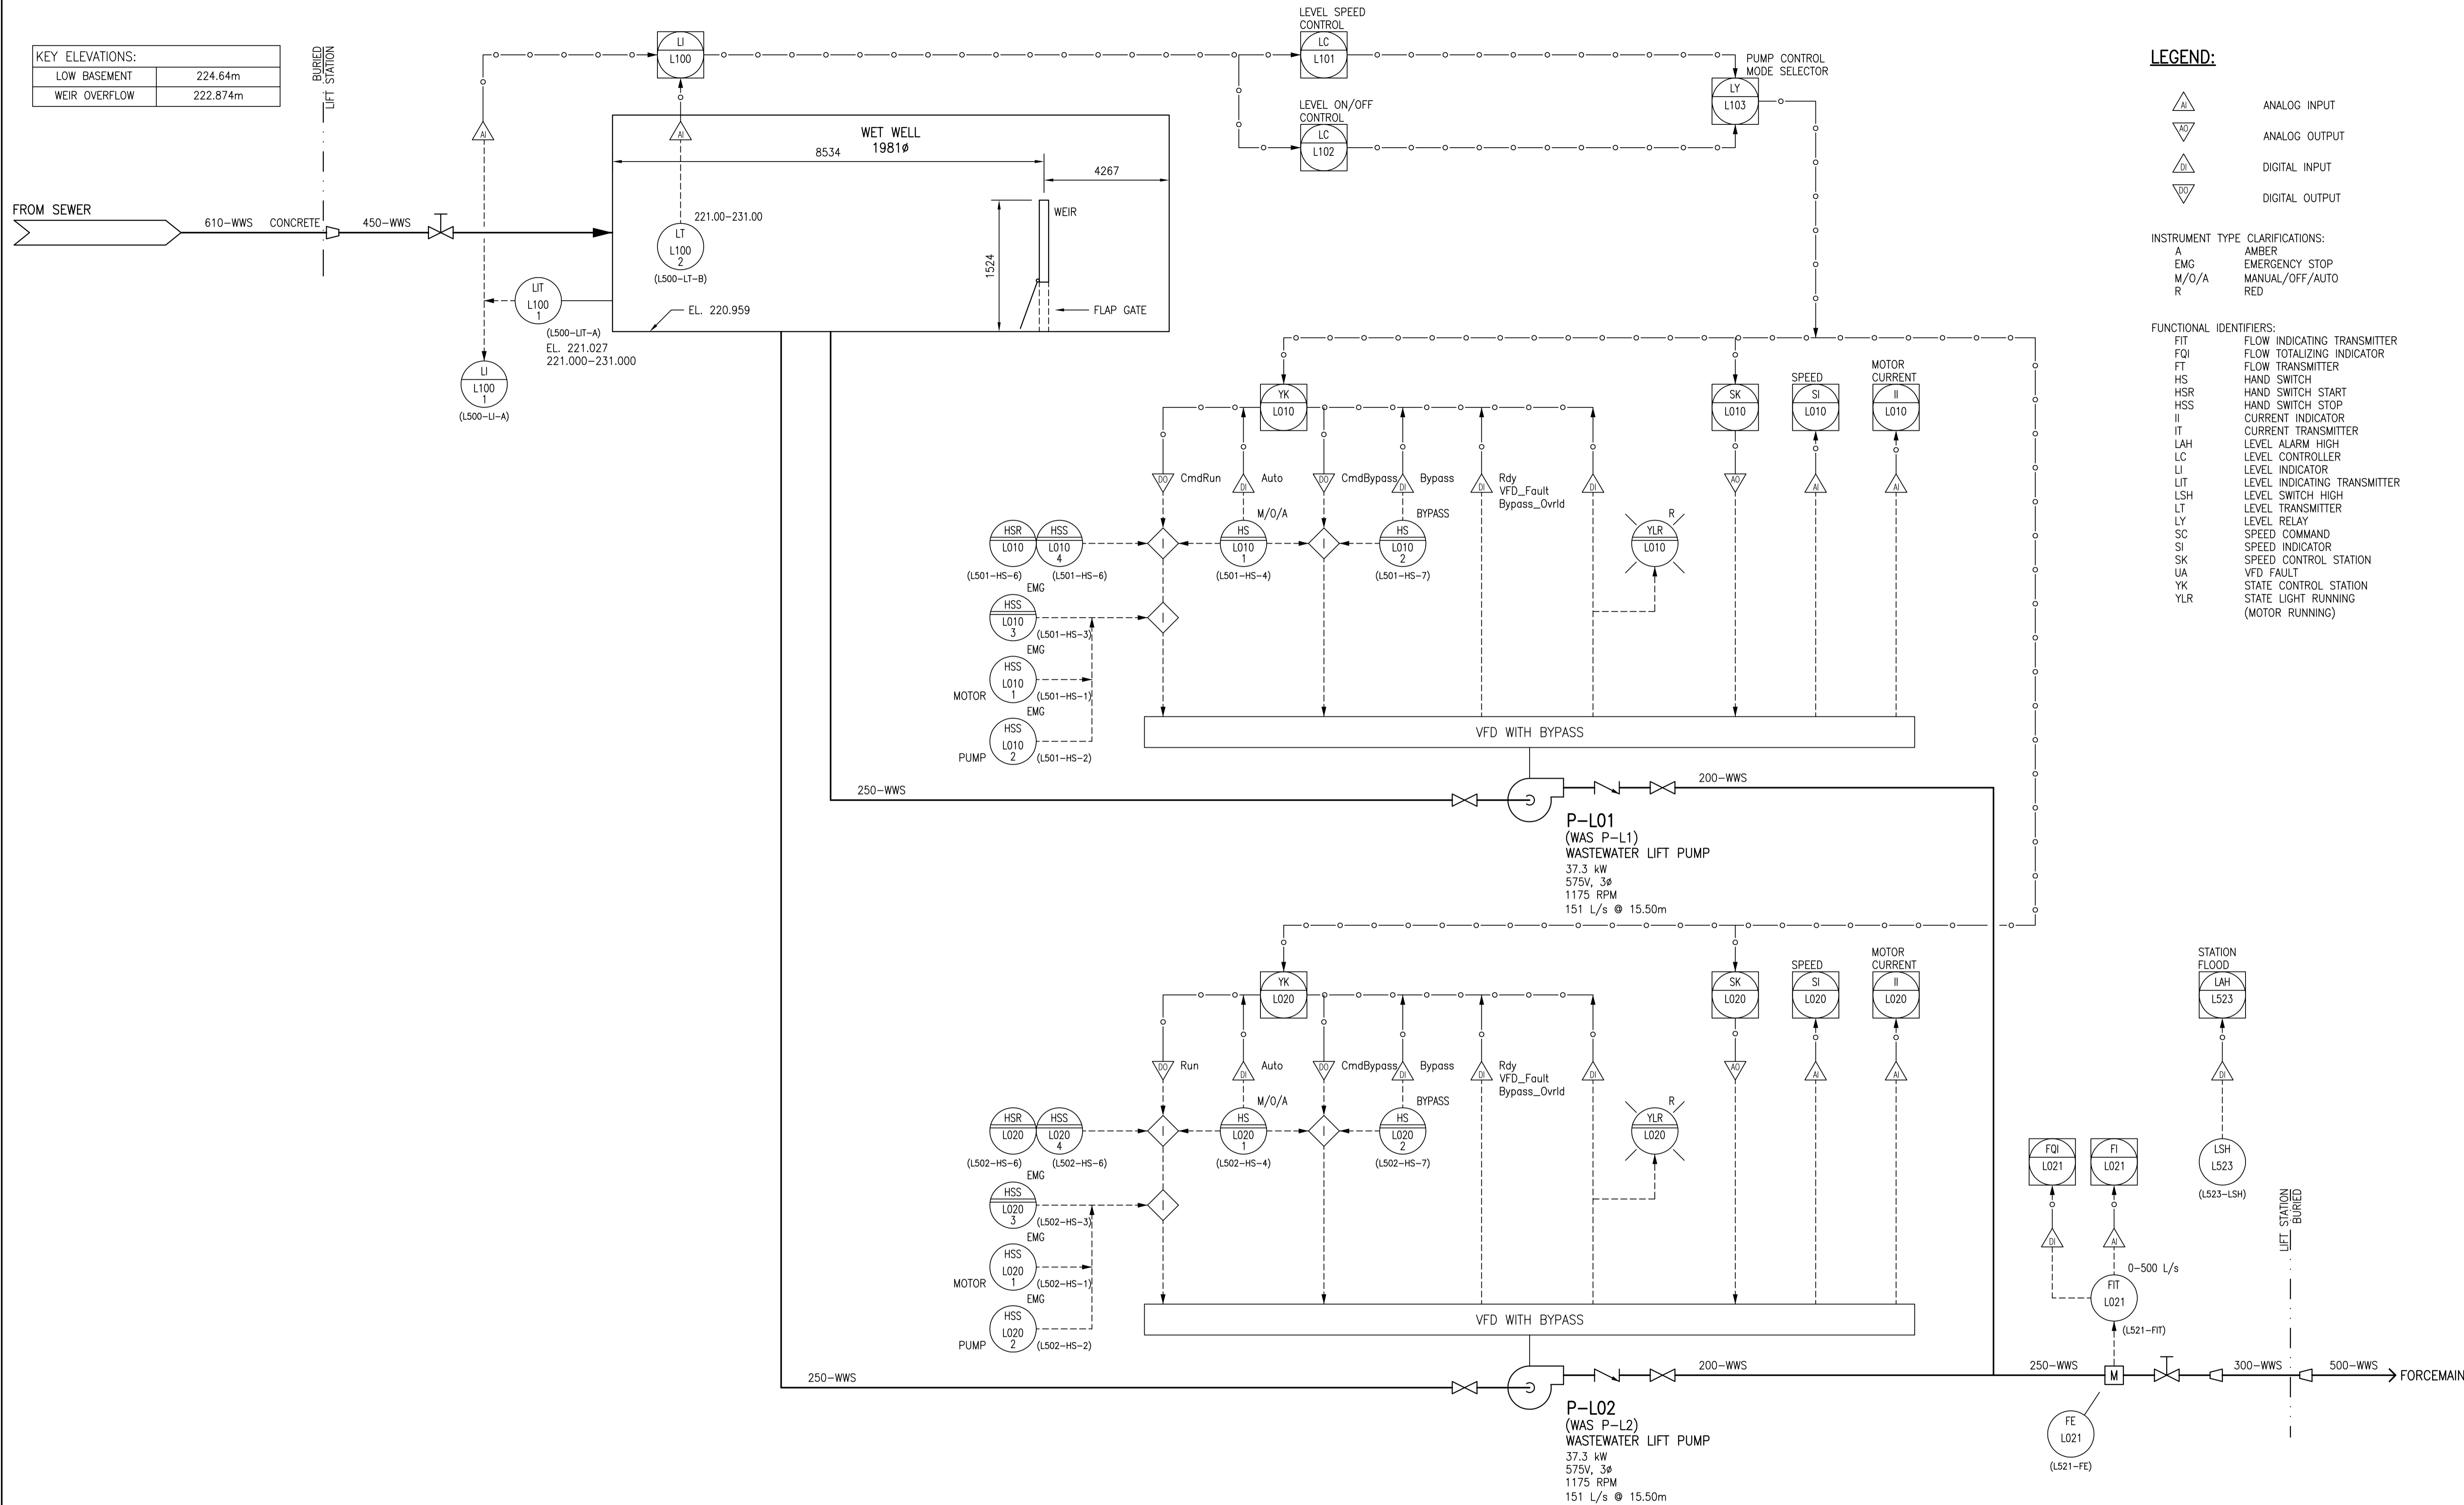 KEY ELEVATIONS:
LOW BASEMENT 224.64m
WEIR OVERFLOW 222.874m
BURIED
LIFT STATION
FROM SEWER
610-WWS CONCRETE
450-WWS
AI
LI
L100
AI
LIT
L100
1
(L500-LIT-A)
EL. 221.027
221.000-231.000
LI
L100
1
(L500-LI-A)
WET WELL
1981ø
8534
4267
1524
WEIR
FLAP GATE
EL. 220.959
221.00-231.00
LT
L100
2
(L500-LT-B)
LEVEL SPEED
CONTROL
LC
L101
LEVEL ON/OFF
CONTROL
LC
L102
PUMP CONTROL
MODE SELECTOR
LY
L103
YK
L010
SK
L010
SPEED
SI
L010
MOTOR
CURRENT
II
L010
DO CmdRun
DI Auto
DO CmdBypass
DI Bypass
DI Rdy
VFD_Fault
Bypass_Ovrld
DI
AO
AI
AI
HSR
L010
(L501-HS-6)
HSS
L010
4
(L501-HS-6)
I
M/O/A
HS
L010
1
(L501-HS-4)
I
BYPASS
HS
L010
2
(L501-HS-7)
R
YLR
L010
EMG
HSS
L010
3
(L501-HS-3)
I
EMG
HSS
L010
1
MOTOR
(L501-HS-1)
EMG
HSS
L010
2
PUMP
(L501-HS-2)
VFD WITH BYPASS
250-WWS
200-WWS
P-L01
(WAS P-L1)
WASTEWATER LIFT PUMP
37.3 kW
575V, 3ø
1175 RPM
151 L/s @ 15.50m
YK
L020
SK
L020
SPEED
SI
L020
MOTOR
CURRENT
II
L020
DO Run
DI Auto
DO CmdBypass
DI Bypass
DI Rdy
VFD_Fault
Bypass_Ovrld
DI
AO
AI
AI
HSR
L020
(L502-HS-6)
HSS
L020
4
(L502-HS-6)
I
M/O/A
HS
L020
1
(L502-HS-4)
I
BYPASS
HS
L020
2
(L502-HS-7)
R
YLR
L020
EMG
HSS
L020
3
(L502-HS-3)
I
EMG
HSS
L020
1
MOTOR
(L502-HS-1)
EMG
HSS
L020
2
PUMP
(L502-HS-2)
VFD WITH BYPASS
250-WWS
200-WWS
P-L02
(WAS P-L2)
WASTEWATER LIFT PUMP
37.3 kW
575V, 3ø
1175 RPM
151 L/s @ 15.50m
STATION
FLOOD
LAH
L523
DI
LSH
L523
(L523-LSH)
FQI
L021
FI
L021
DI
AI
0-500 L/s
FIT
L021
(L521-FIT)
250-WWS
M
FE
L021
(L521-FE)
300-WWS
LIFT STATION
BURIED
500-WWS
FORCEMAIN
LEGEND:
AI ANALOG INPUT
AO ANALOG OUTPUT
DI DIGITAL INPUT
DO DIGITAL OUTPUT
INSTRUMENT TYPE CLARIFICATIONS:
A AMBER
EMG EMERGENCY STOP
M/O/A MANUAL/OFF/AUTO
R RED
FUNCTIONAL IDENTIFIERS:
FIT FLOW INDICATING TRANSMITTER
FQI FLOW TOTALIZING INDICATOR
FT FLOW TRANSMITTER
HS HAND SWITCH
HSR HAND SWITCH START
HSS HAND SWITCH STOP
II CURRENT INDICATOR
IT CURRENT TRANSMITTER
LAH LEVEL ALARM HIGH
LC LEVEL CONTROLLER
LI LEVEL INDICATOR
LIT LEVEL INDICATING TRANSMITTER
LSH LEVEL SWITCH HIGH
LT LEVEL TRANSMITTER
LY LEVEL RELAY
SC SPEED COMMAND
SI SPEED INDICATOR
SK SPEED CONTROL STATION
UA VFD FAULT
YK STATE CONTROL STATION
YLR STATE LIGHT RUNNING
(MOTOR RUNNING)